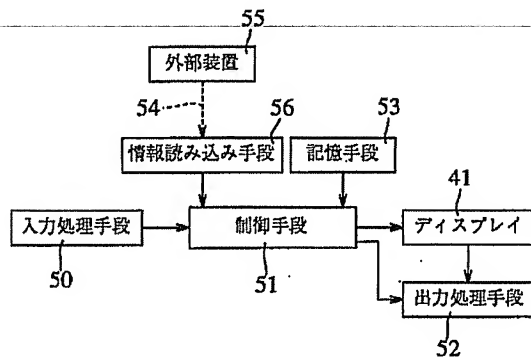 55
外部装置
54
56
53
情報読み込み手段
記憶手段
41
入力処理手段
制御手段
ディスプレイ
50
51
出力処理手段
52